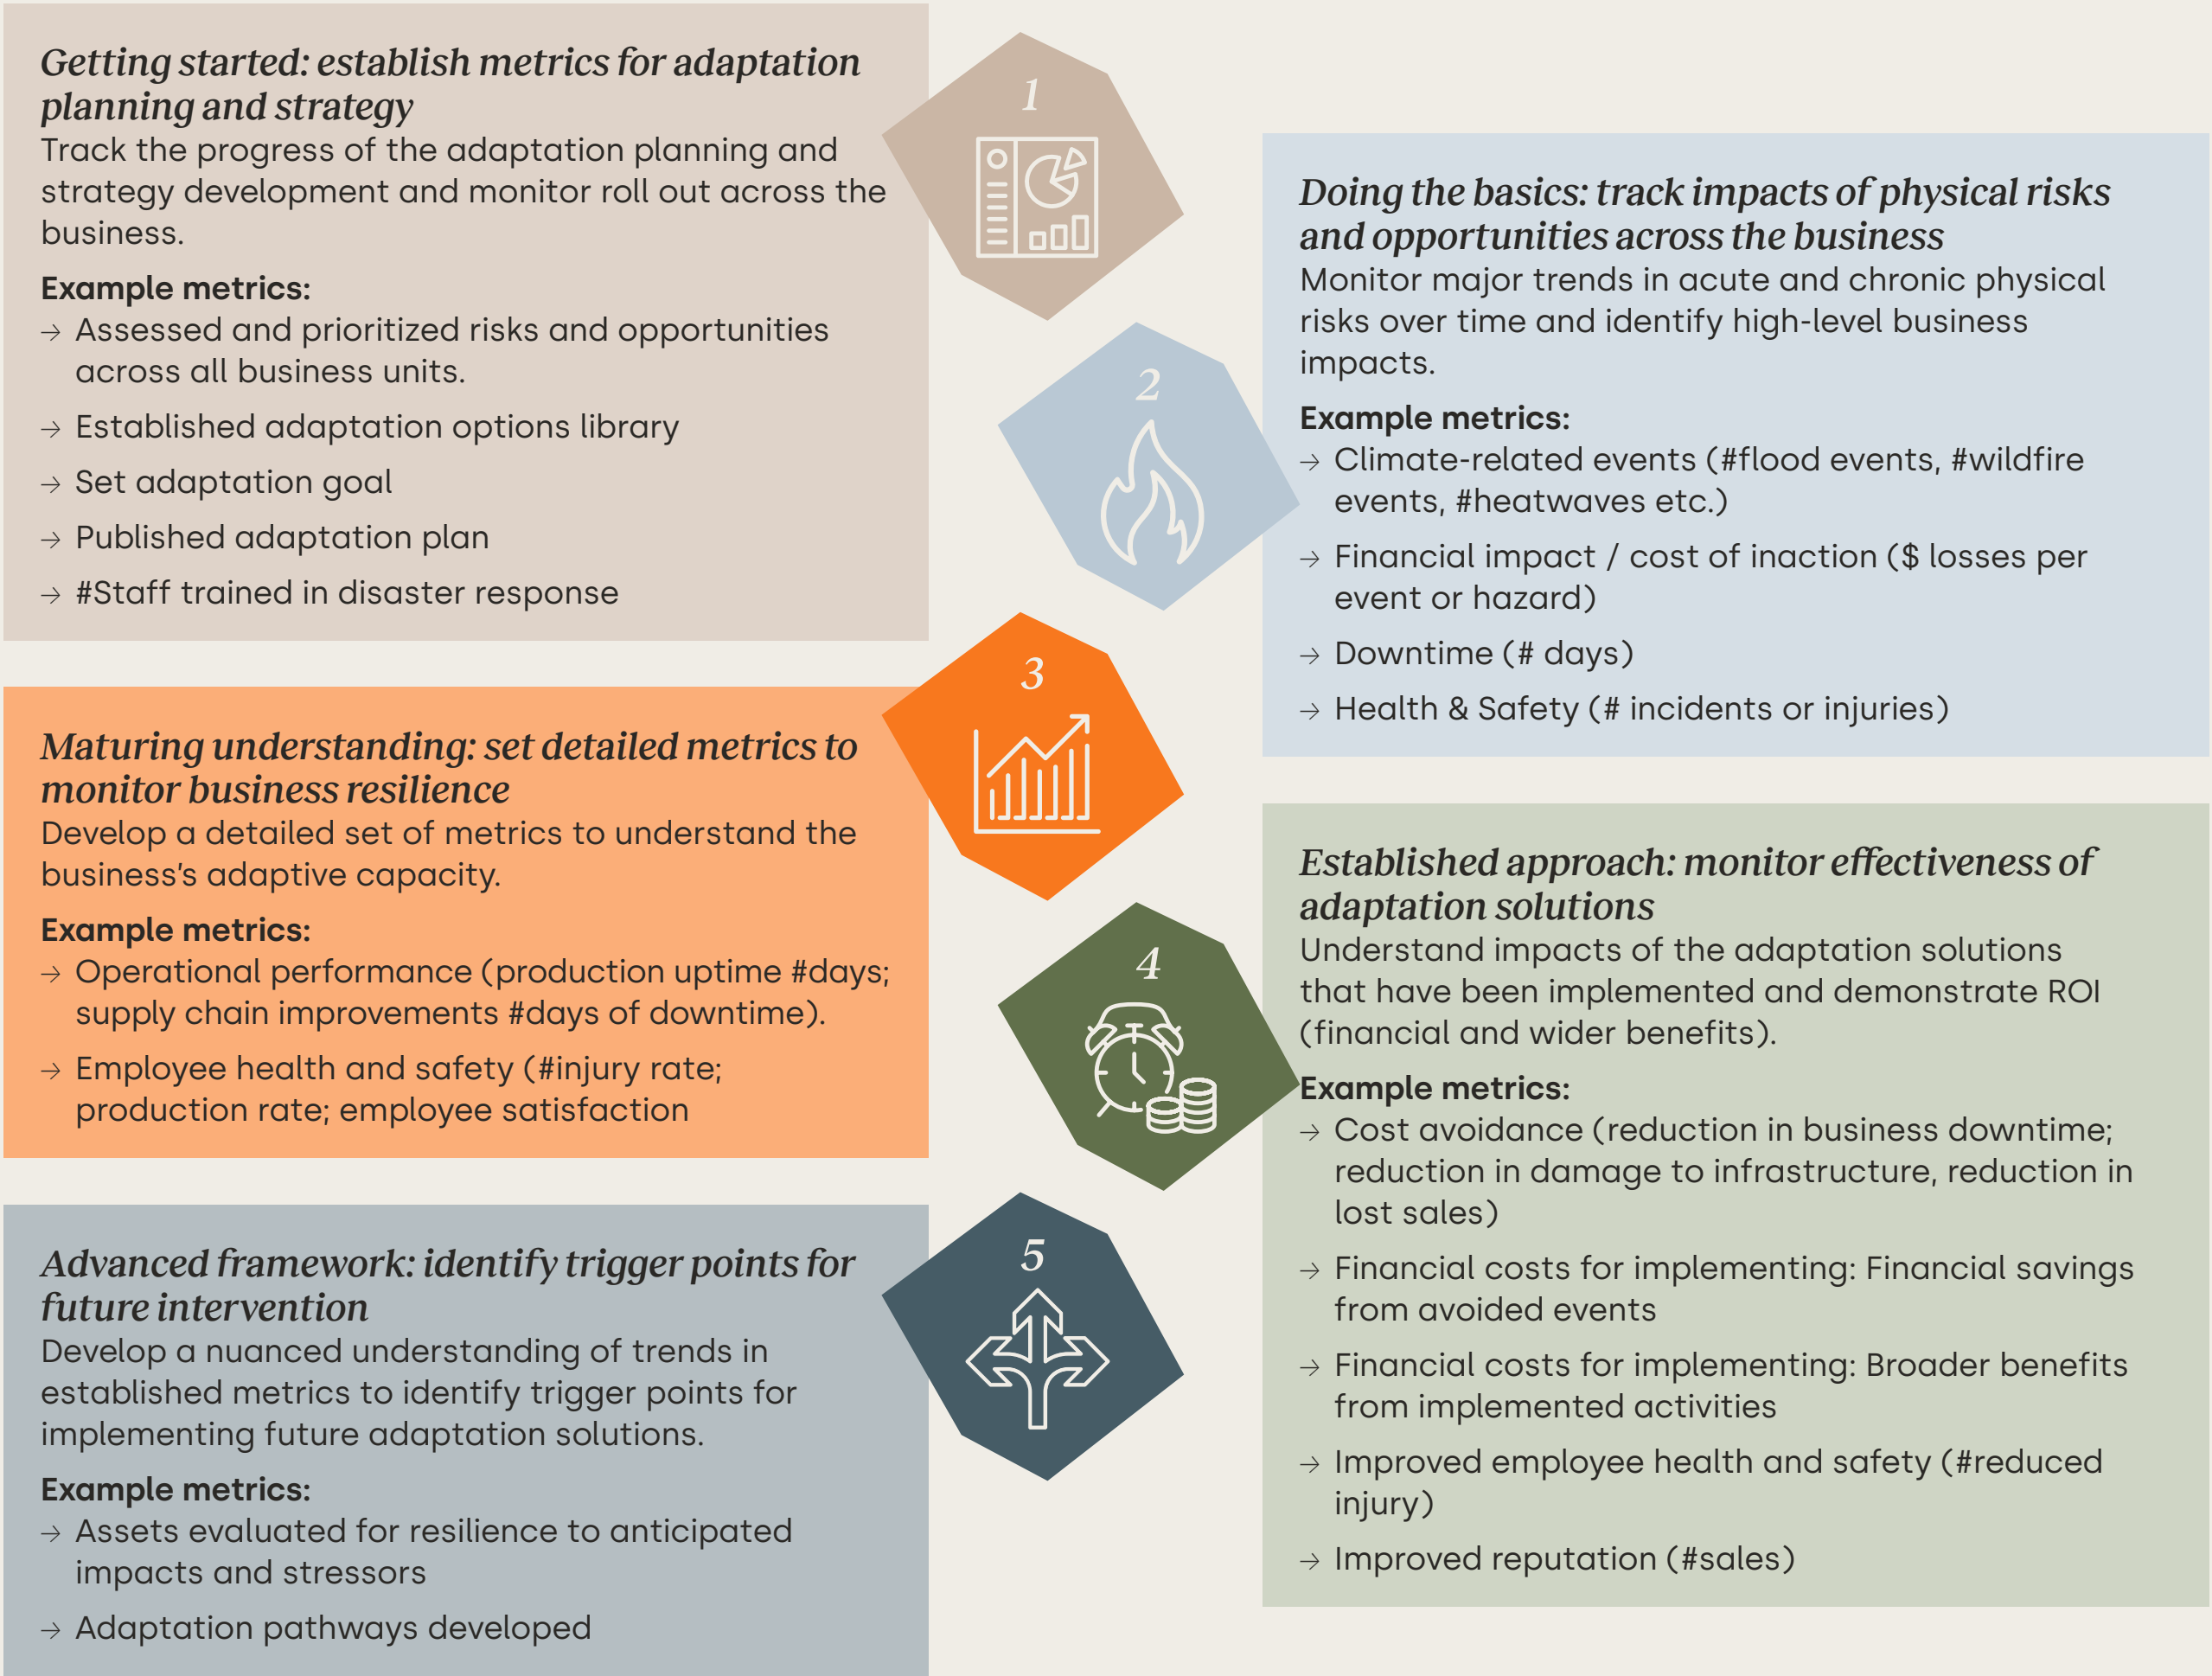 1
Getting started: establish metrics for adaptation
planning and strategy
Track the progress of the adaptation planning and
strategy development and monitor roll out across the
business.
Example metrics:
→ Assessed and prioritized risks and opportunities
across all business units.
→ Established adaptation options library
→ Set adaptation goal
→ Published adaptation plan
→ #Staff trained in disaster response
2
Doing the basics: track impacts of physical risks
and opportunities across the business
Monitor major trends in acute and chronic physical
risks over time and identify high-level business
impacts.
Example metrics:
→ Climate-related events (#flood events, #wildfire
events, #heatwaves etc.)
→ Financial impact / cost of inaction ($ losses per
event or hazard)
→ Downtime (# days)
→ Health & Safety (# incidents or injuries)
3
Maturing understanding: set detailed metrics to
monitor business resilience
Develop a detailed set of metrics to understand the
business’s adaptive capacity.
Example metrics:
→ Operational performance (production uptime #days;
supply chain improvements #days of downtime).
→ Employee health and safety (#injury rate;
production rate; employee satisfaction
4
Established approach: monitor effectiveness of
adaptation solutions
Understand impacts of the adaptation solutions
that have been implemented and demonstrate ROI
(financial and wider benefits).
Example metrics:
→ Cost avoidance (reduction in business downtime;
reduction in damage to infrastructure, reduction in
lost sales)
→ Financial costs for implementing: Financial savings
from avoided events
→ Financial costs for implementing: Broader benefits
from implemented activities
→ Improved employee health and safety (#reduced
injury)
→ Improved reputation (#sales)
5
Advanced framework: identify trigger points for
future intervention
Develop a nuanced understanding of trends in
established metrics to identify trigger points for
implementing future adaptation solutions.
Example metrics:
→ Assets evaluated for resilience to anticipated
impacts and stressors
→ Adaptation pathways developed